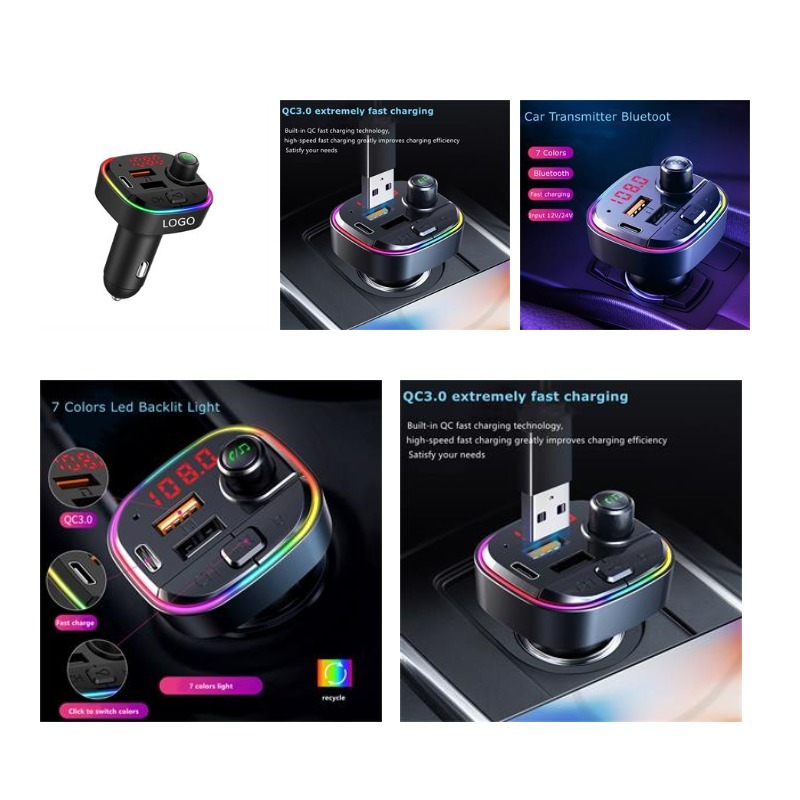 LOGO
QC3.0 extremely fast charging
Built-in QC fast charging technology,
high-speed fast charging greatly improves charging efficiency
Satisfy your needs
Car Transmitter Bluetoot
7 Colors
Bluetooth
Fast charging
Input 12V/24V
108.0
7 Colors Led Backlit Light
108.0
QC3.0
Fast charge
Click to switch colors
7 colors light
recycle
QC3.0 extremely fast charging
Built-in QC fast charging technology,
high-speed fast charging greatly improves charging efficiency
Satisfy your needs